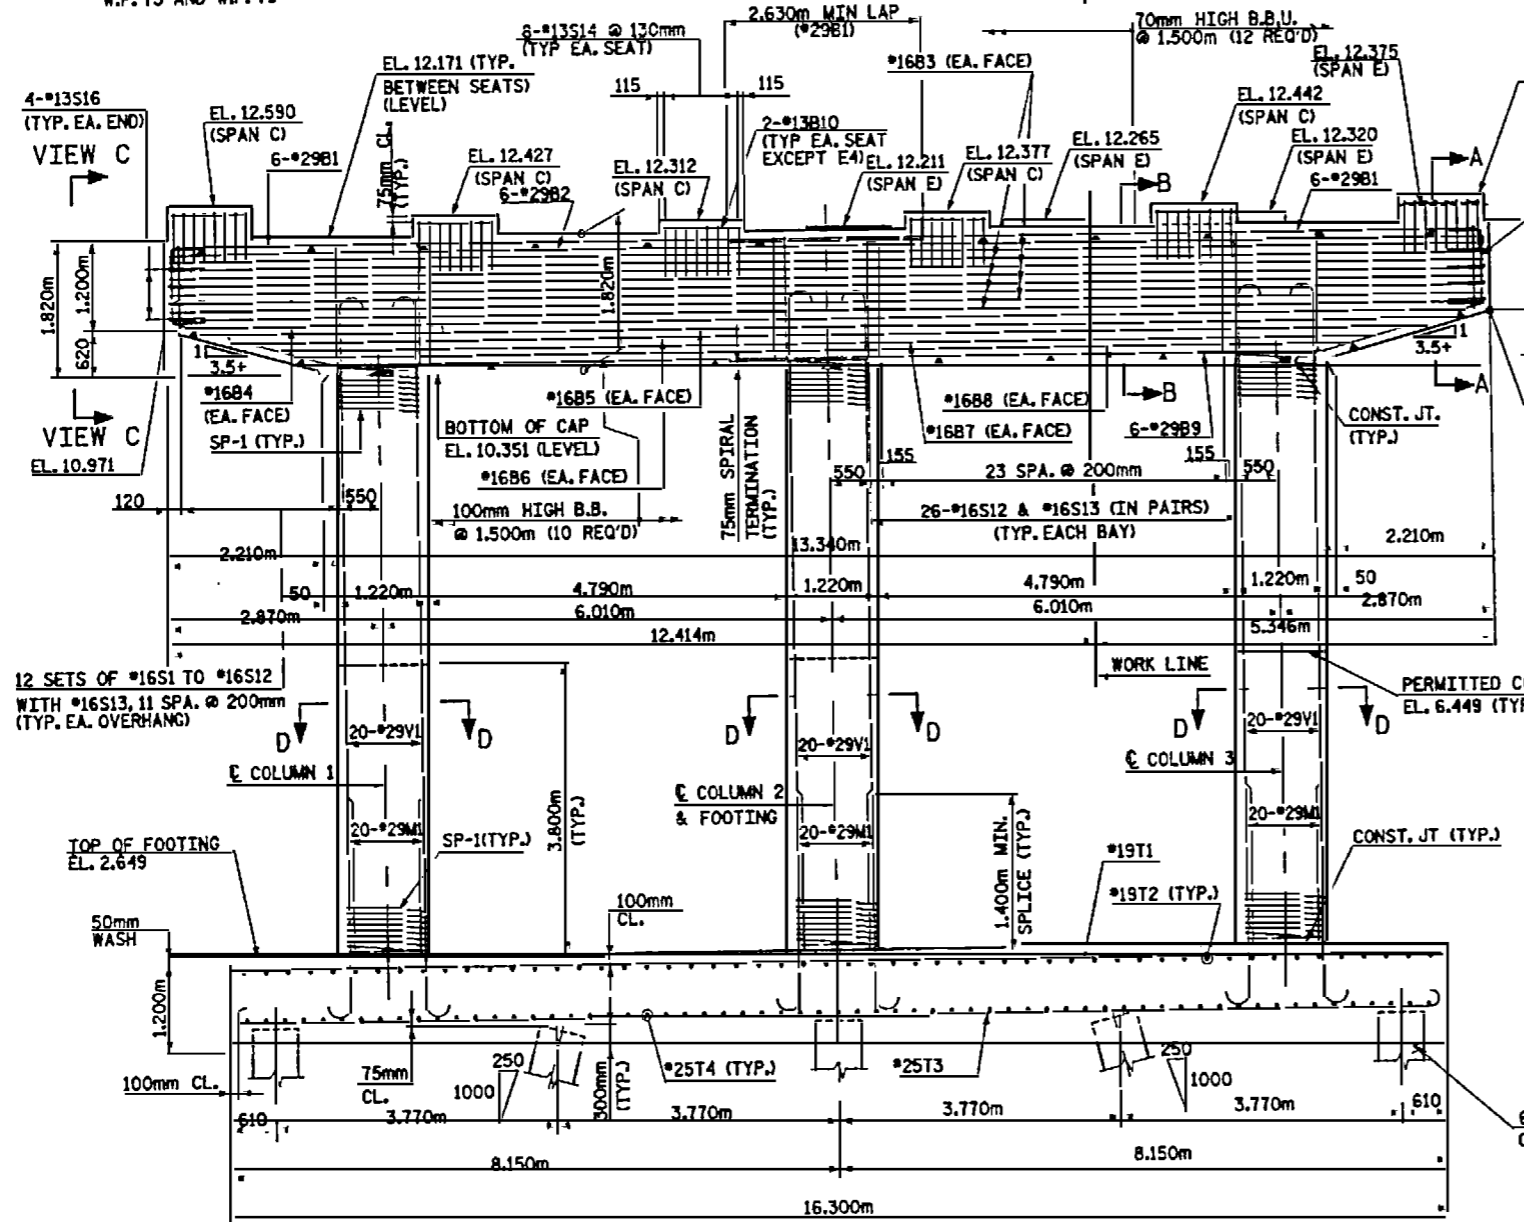 2.630m MIN LAP
(#29B1)
70mm HIGH B.B.U.
@ 1.500m (12 REQ'D)
8-#13S14 @ 130mm
(TYP EA. SEAT)
EL. 12.375
(SPAN E)
EL. 12.171 (TYP.
BETWEEN SEATS)
(LEVEL)
#16B3 (EA. FACE)
115
115
4-#13S16
(TYP. EA. END)
VIEW C
EL. 12.590
(SPAN C)
6-#29B1
75mm CL.
(TYP.)
2-#13B10
(TYP EA. SEAT
EXCEPT E4)
EL. 12.442
(SPAN C)
EL. 12.427
(SPAN C)
6-#29B2
EL. 12.312
(SPAN C)
EL. 12.211
(SPAN E)
EL. 12.377
(SPAN C)
EL. 12.265
(SPAN E)
EL. 12.320
(SPAN E)
6-#29B1
A
B
1.820m
1.200m
620
1.820m
11
3.5+
11
3.5+
#16B4
(EA. FACE)
SP-1 (TYP.)
VIEW C
EL. 10.971
BOTTOM OF CAP
EL. 10.351 (LEVEL)
#16B5 (EA. FACE)
#16B6 (EA. FACE)
75mm SPIRAL
TERMINATION
(TYP.)
#16B8 (EA. FACE)
#16B7 (EA. FACE)
B
A
6-#29B9
CONST. JT.
(TYP.)
120
550
550
155
23 SPA. @ 200mm
155
550
100mm HIGH B.B.
@ 1.500m (10 REQ'D)
26-#16S12 & #16S13 (IN PAIRS)
(TYP. EACH BAY)
2.210m
13.340m
2.210m
50
1.220m
4.790m
1.220m
4.790m
1.220m
50
2.870m
6.010m
6.010m
2.870m
12.414m
5.346m
12 SETS OF #16S1 TO #16S12
WITH #16S13, 11 SPA. @ 200mm
(TYP. EA. OVERHANG)
WORK LINE
PERMITTED
EL. 6.449
D
D
D
D
D
D
20-#29V1
20-#29V1
20-#29V1
℄ COLUMN 1
℄ COLUMN 2
& FOOTING
℄ COLUMN 3
3.800m
(TYP.)
20-#29M1
20-#29M1
20-#29M1
SP-1(TYP.)
1.400m MIN.
SPLICE (TYP.)
TOP OF FOOTING
EL. 2.649
#19T1
#19T2 (TYP.)
CONST. JT (TYP.)
50mm
WASH
100mm
CL.
1.200m
100mm CL.
75mm
CL.
250
1000
300mm
(TYP.)
#25T4 (TYP.)
#25T3
250
1000
610
3.770m
3.770m
3.770m
3.770m
610
8.150m
8.150m
16.300m